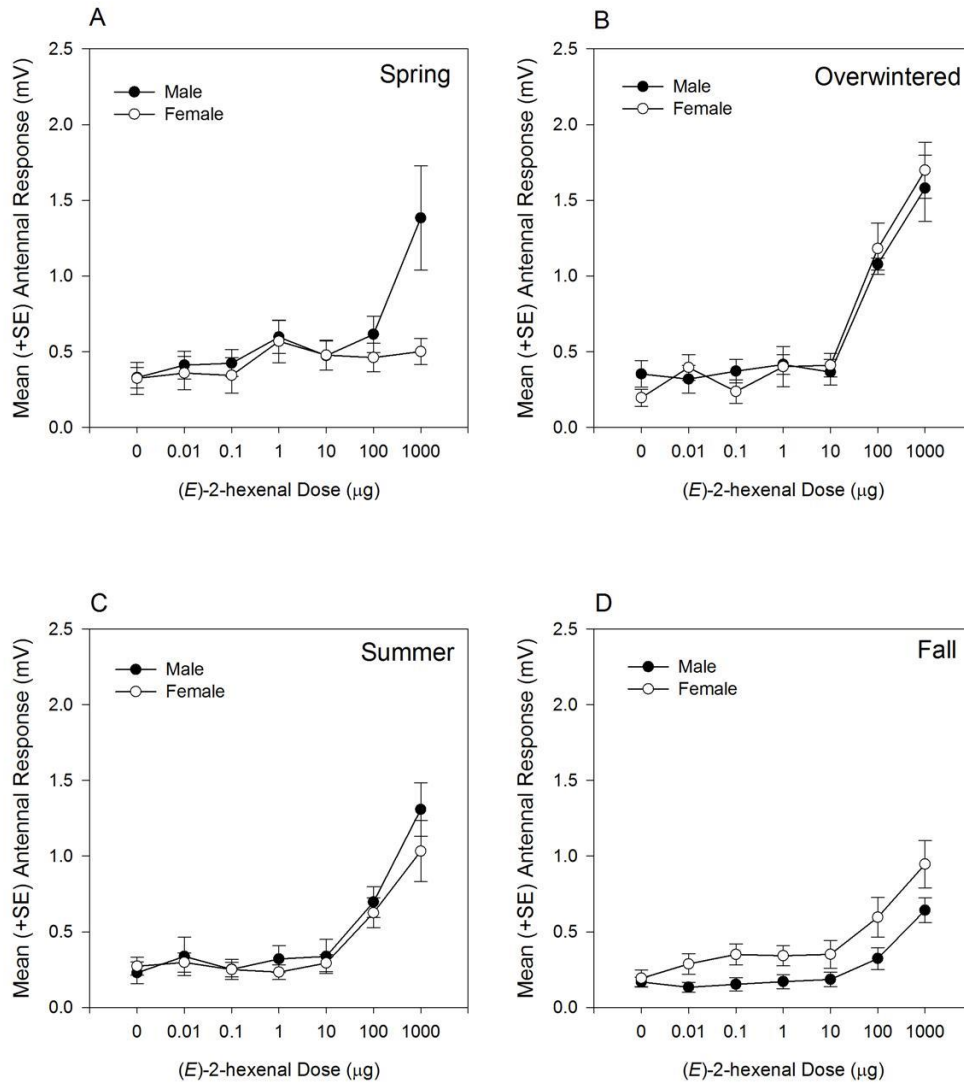 A
Mean (+SE) Antennal Response (mV)
2.5
2.0
1.5
1.0
0.5
0.0
Spring
Male
Female
0 0.01 0.1 1 10 100 1000
(E)-2-hexenal Dose (µg)
B
Mean (+SE) Antennal Response (mV)
2.5
2.0
1.5
1.0
0.5
0.0
Overwintered
Male
Female
0 0.01 0.1 1 10 100 1000
(E)-2-hexenal Dose (µg)
C
Mean (+SE) Antennal Response (mV)
2.5
2.0
1.5
1.0
0.5
0.0
Summer
Male
Female
0 0.01 0.1 1 10 100 1000
(E)-2-hexenal Dose (µg)
D
Mean (+SE) Antennal Response (mV)
2.5
2.0
1.5
1.0
0.5
0.0
Fall
Male
Female
0 0.01 0.1 1 10 100 1000
(E)-2-hexenal Dose (µg)